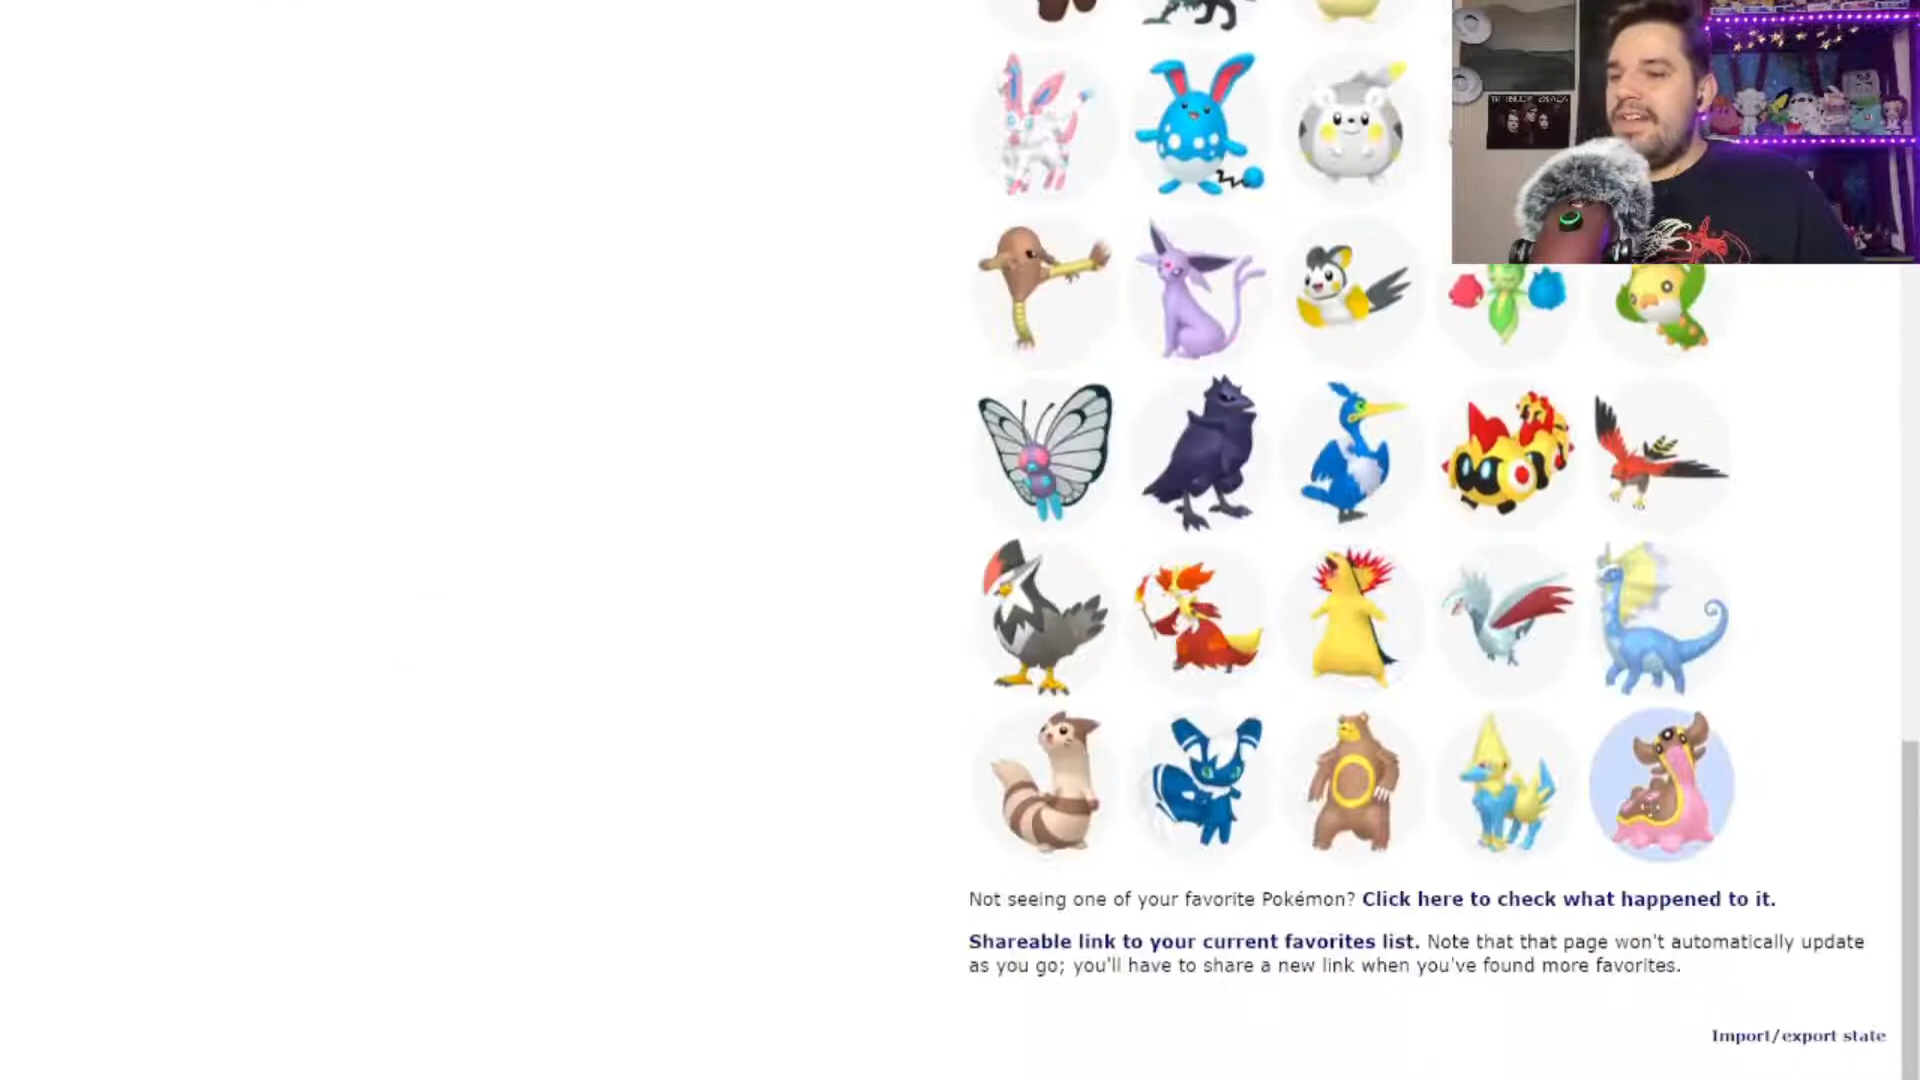 Not seeing one of your favorite Pokémon? Click here to check what happened to it.
Shareable link to your current favorites list. Note that that page won't automatically update
as you go; you'll have to share a new link when you've found more favorites.
Import/export state